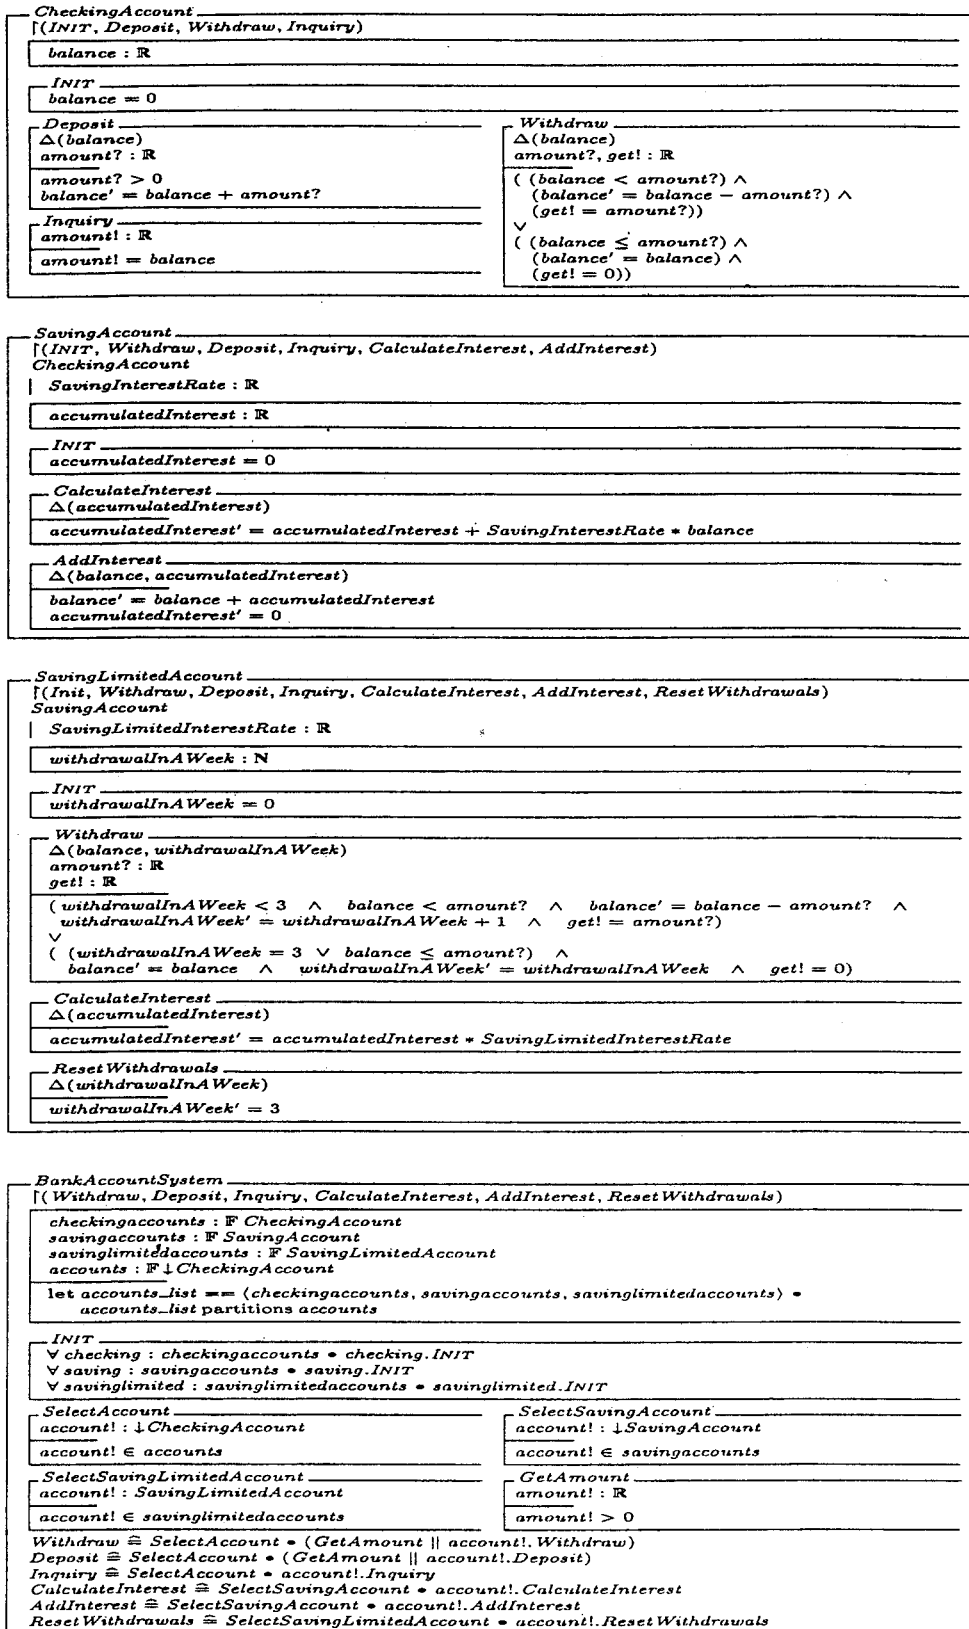 CheckingAccount
↾(INIT, Deposit, Withdraw, Inquiry)
balance : ℝ
INIT
balance = 0
Deposit
Δ(balance)
amount? : ℝ
amount? > 0
balance′ = balance + amount?
Inquiry
amount! : ℝ
amount! = balance
Withdraw
Δ(balance)
amount?, get! : ℝ
( (balance < amount?) ∧
(balance′ = balance − amount?) ∧
(get! = amount?))
∨
( (balance ≤ amount?) ∧
(balance′ = balance) ∧
(get! = 0))
SavingAccount
↾(INIT, Withdraw, Deposit, Inquiry, CalculateInterest, AddInterest)
CheckingAccount
| SavingInterestRate : ℝ
accumulatedInterest : ℝ
INIT
accumulatedInterest = 0
CalculateInterest
Δ(accumulatedInterest)
accumulatedInterest′ = accumulatedInterest + SavingInterestRate * balance
AddInterest
Δ(balance, accumulatedInterest)
balance′ = balance + accumulatedInterest
accumulatedInterest′ = 0
SavingLimitedAccount
↾(Init, Withdraw, Deposit, Inquiry, CalculateInterest, AddInterest, ResetWithdrawals)
SavingAccount
| SavingLimitedInterestRate : ℝ
withdrawalInAWeek : N
INIT
withdrawalInAWeek = 0
Withdraw
Δ(balance, withdrawalInAWeek)
amount? : ℝ
get! : ℝ
( withdrawalInAWeek < 3 ∧ balance < amount? ∧ balance′ = balance − amount? ∧
withdrawalInAWeek′ = withdrawalInAWeek + 1 ∧ get! = amount?)
∨
( (withdrawalInAWeek = 3 ∨ balance ≤ amount?) ∧
balance′ = balance ∧ withdrawalInAWeek′ = withdrawalInAWeek ∧ get! = 0)
CalculateInterest
Δ(accumulatedInterest)
accumulatedInterest′ = accumulatedInterest * SavingLimitedInterestRate
ResetWithdrawals
Δ(withdrawalInAWeek)
withdrawalInAWeek′ = 3
BankAccountSystem
↾(Withdraw, Deposit, Inquiry, CalculateInterest, AddInterest, ResetWithdrawals)
checkingaccounts : 𝔽 CheckingAccount
savingaccounts : 𝔽 SavingAccount
savinglimitedaccounts : 𝔽 SavingLimitedAccount
accounts : 𝔽 ↓CheckingAccount
let accounts_list == ⟨checkingaccounts, savingaccounts, savinglimitedaccounts⟩ •
accounts_list partitions accounts
INIT
∀ checking : checkingaccounts • checking.INIT
∀ saving : savingaccounts • saving.INIT
∀ savinglimited : savinglimitedaccounts • savinglimited.INIT
SelectAccount
account! : ↓CheckingAccount
account! ∈ accounts
SelectSavingAccount
account! : ↓SavingAccount
account! ∈ savingaccounts
SelectSavingLimitedAccount
account! : SavingLimitedAccount
account! ∈ savinglimitedaccounts
GetAmount
amount! : ℝ
amount! > 0
Withdraw ≙ SelectAccount • (GetAmount || account!.Withdraw)
Deposit ≙ SelectAccount • (GetAmount || account!.Deposit)
Inquiry ≙ SelectAccount • account!.Inquiry
CalculateInterest ≙ SelectSavingAccount • account!.CalculateInterest
AddInterest ≙ SelectSavingAccount • account!.AddInterest
ResetWithdrawals ≙ SelectSavingLimitedAccount • account!.ResetWithdrawals